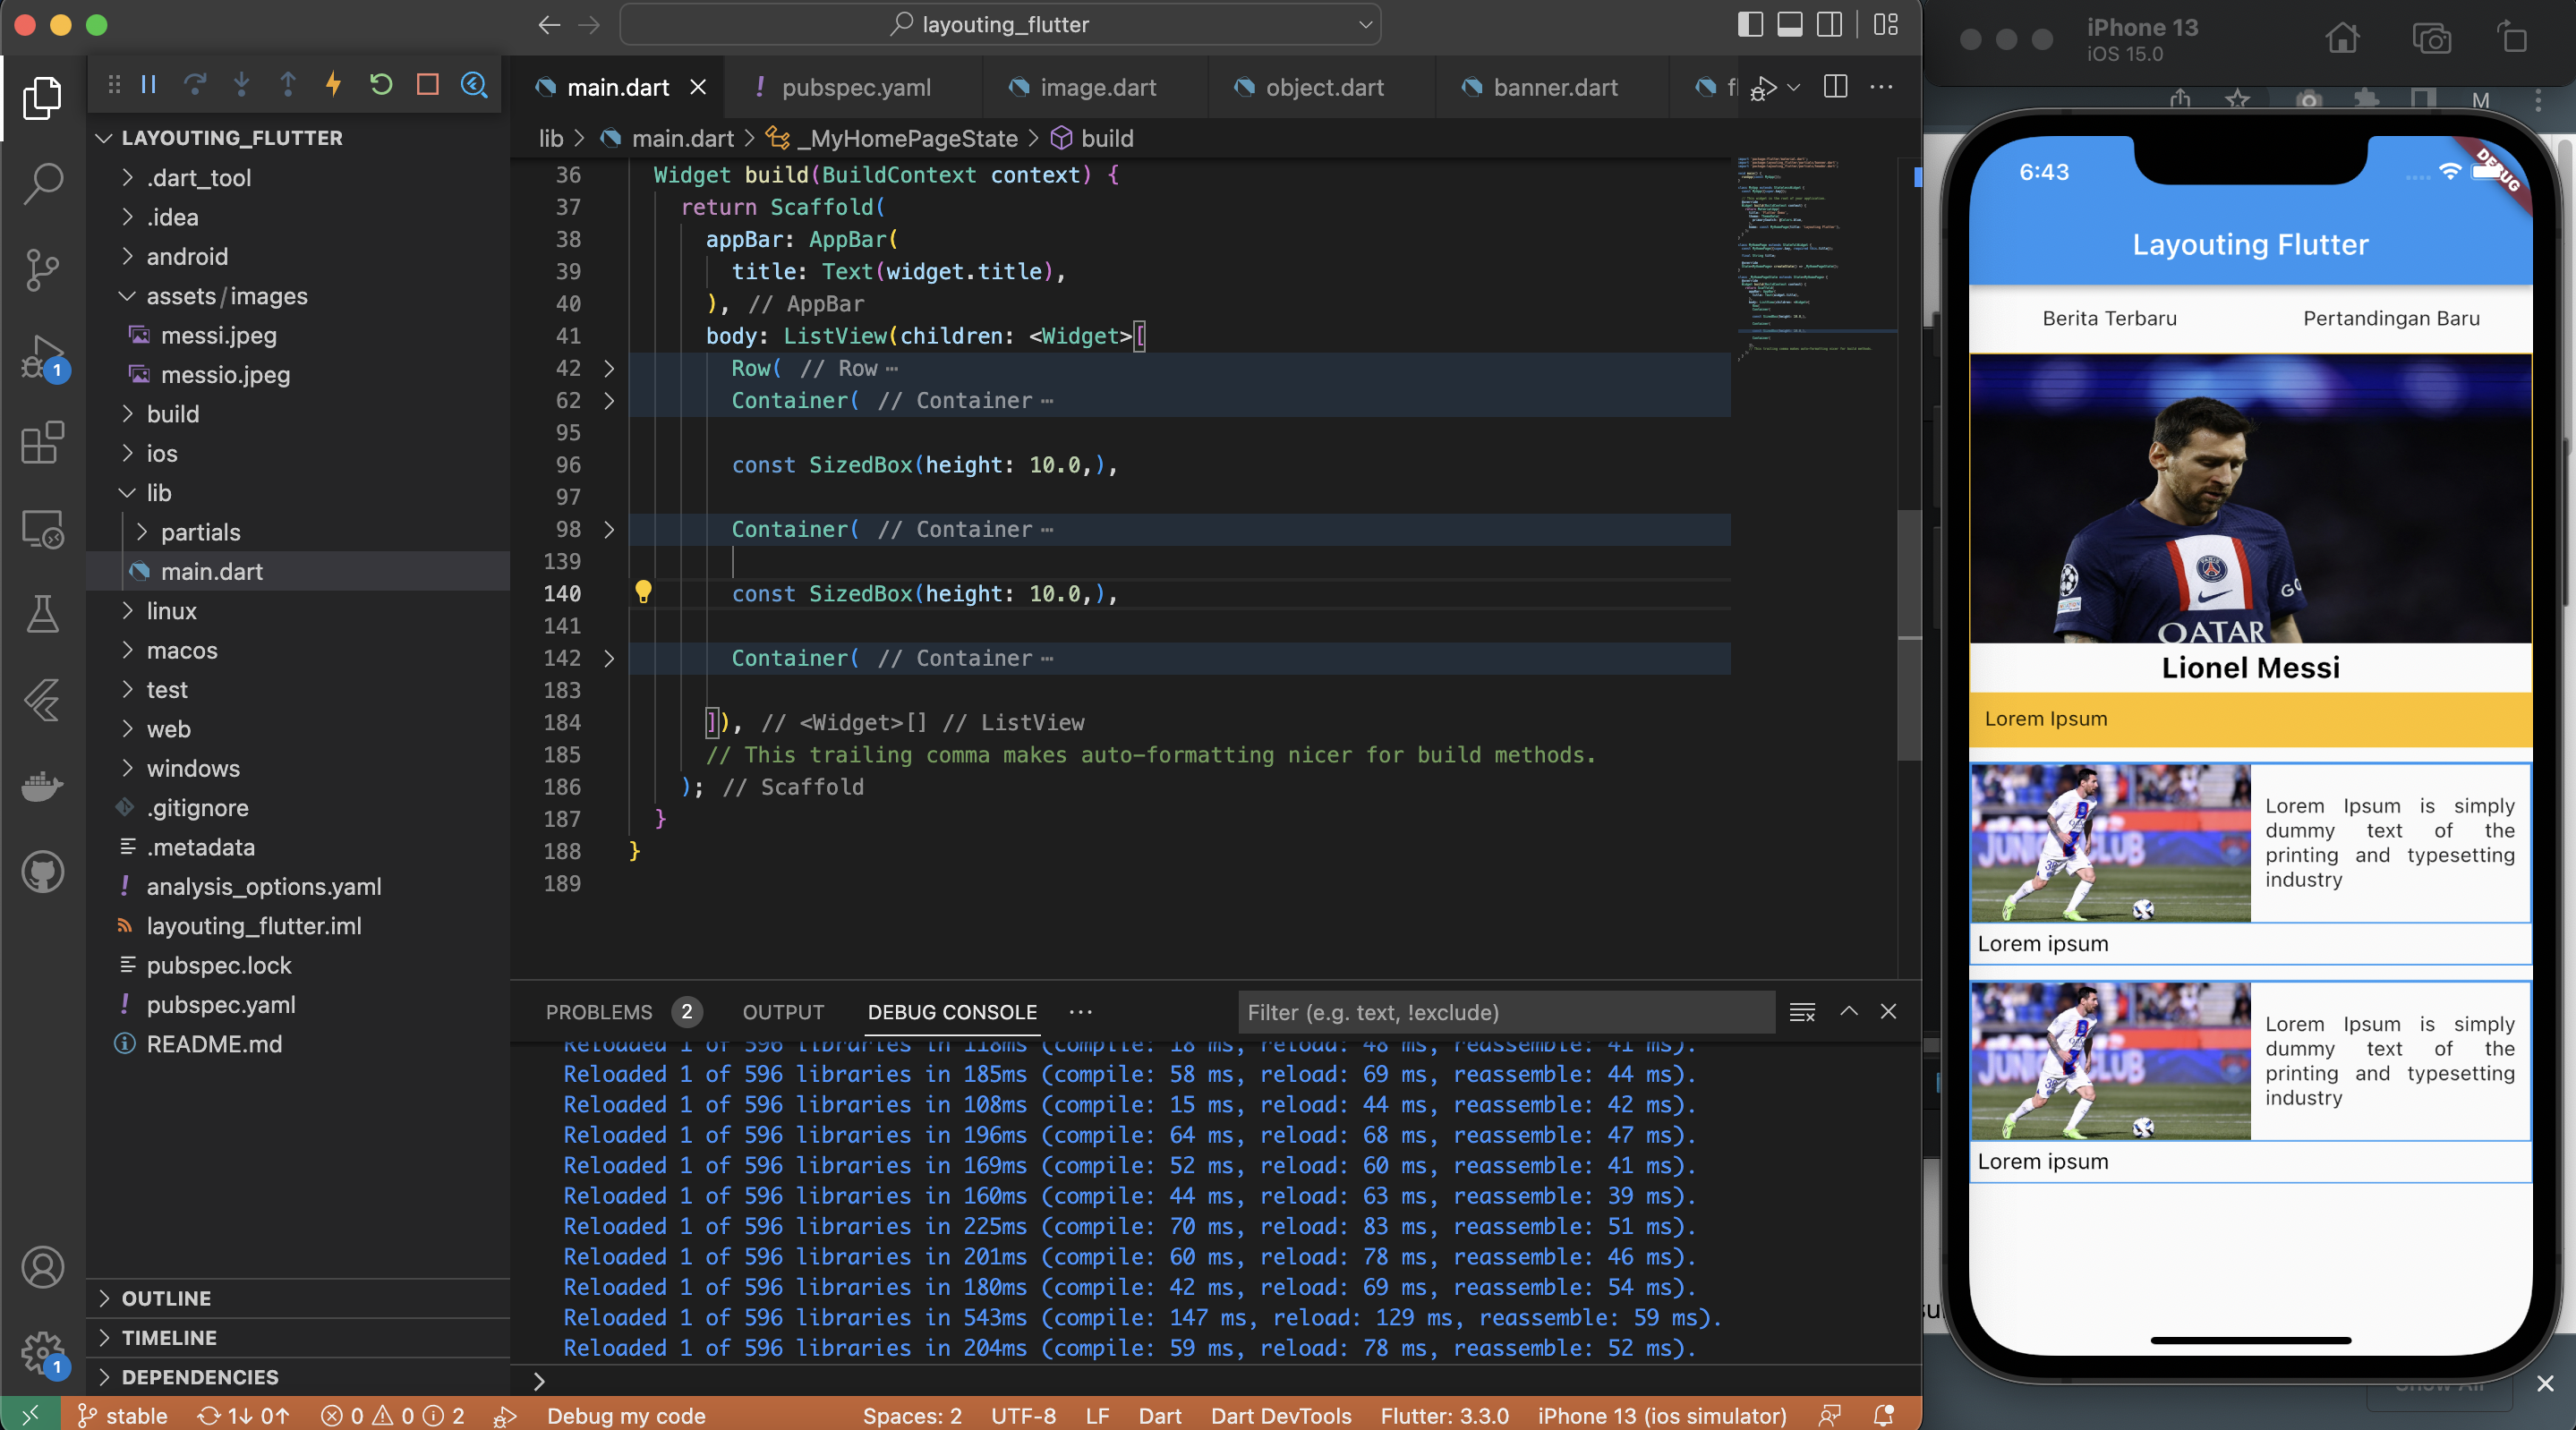 layouting_flutter
iPhone 13
iOS 15.0
main.dart
pubspec.yaml
image.dart
object.dart
banner.dart
M
LAYOUTING_FLUTTER
.dart_tool
.idea
android
assets/images
messi.jpeg
messio.jpeg
build
ios
lib
partials
main.dart
linux
macos
test
web
windows
.gitignore
.metadata
analysis_options.yaml
layouting_flutter.iml
pubspec.lock
pubspec.yaml
README.md
OUTLINE
TIMELINE
DEPENDENCIES
1
1
lib > main.dart > _MyHomePageState > build
36 Widget build(BuildContext context) {
37 return Scaffold(
38 appBar: AppBar(
39 title: Text(widget.title),
40 ), // AppBar
41 body: ListView(children: <Widget>[
42 Row( // Row ⋯
62 Container( // Container ⋯
95
96 const SizedBox(height: 10.0,),
97
98 Container( // Container ⋯
139
140 const SizedBox(height: 10.0,),
141
142 Container( // Container ⋯
183
184 ]), // <Widget>[] // ListView
185 // This trailing comma makes auto-formatting nicer for build methods.
186 ); // Scaffold
187 }
188 }
189
PROBLEMS 2 OUTPUT DEBUG CONSOLE ⋯ Filter (e.g. text, !exclude)
Reloaded 1 of 596 libraries in 118ms (compile: 18 ms, reload: 48 ms, reassemble: 41 ms).
Reloaded 1 of 596 libraries in 185ms (compile: 58 ms, reload: 69 ms, reassemble: 44 ms).
Reloaded 1 of 596 libraries in 108ms (compile: 15 ms, reload: 44 ms, reassemble: 42 ms).
Reloaded 1 of 596 libraries in 196ms (compile: 64 ms, reload: 68 ms, reassemble: 47 ms).
Reloaded 1 of 596 libraries in 169ms (compile: 52 ms, reload: 60 ms, reassemble: 41 ms).
Reloaded 1 of 596 libraries in 160ms (compile: 44 ms, reload: 63 ms, reassemble: 39 ms).
Reloaded 1 of 596 libraries in 225ms (compile: 70 ms, reload: 83 ms, reassemble: 51 ms).
Reloaded 1 of 596 libraries in 201ms (compile: 60 ms, reload: 78 ms, reassemble: 46 ms).
Reloaded 1 of 596 libraries in 180ms (compile: 42 ms, reload: 69 ms, reassemble: 54 ms).
Reloaded 1 of 596 libraries in 543ms (compile: 147 ms, reload: 129 ms, reassemble: 59 ms).
Reloaded 1 of 596 libraries in 204ms (compile: 59 ms, reload: 78 ms, reassemble: 52 ms).
stable 1↓ 0↑ 0 0 2 Debug my code Spaces: 2 UTF-8 LF Dart Dart DevTools Flutter: 3.3.0 iPhone 13 (ios simulator)
6:43
DEBUG
Layouting Flutter
Berita Terbaru
Pertandingan Baru
QATAR
Lionel Messi
Lorem Ipsum
Lorem Ipsum is simply
dummy text of the
printing and typesetting
industry
Lorem ipsum
Lorem Ipsum is simply
dummy text of the
printing and typesetting
industry
Lorem ipsum